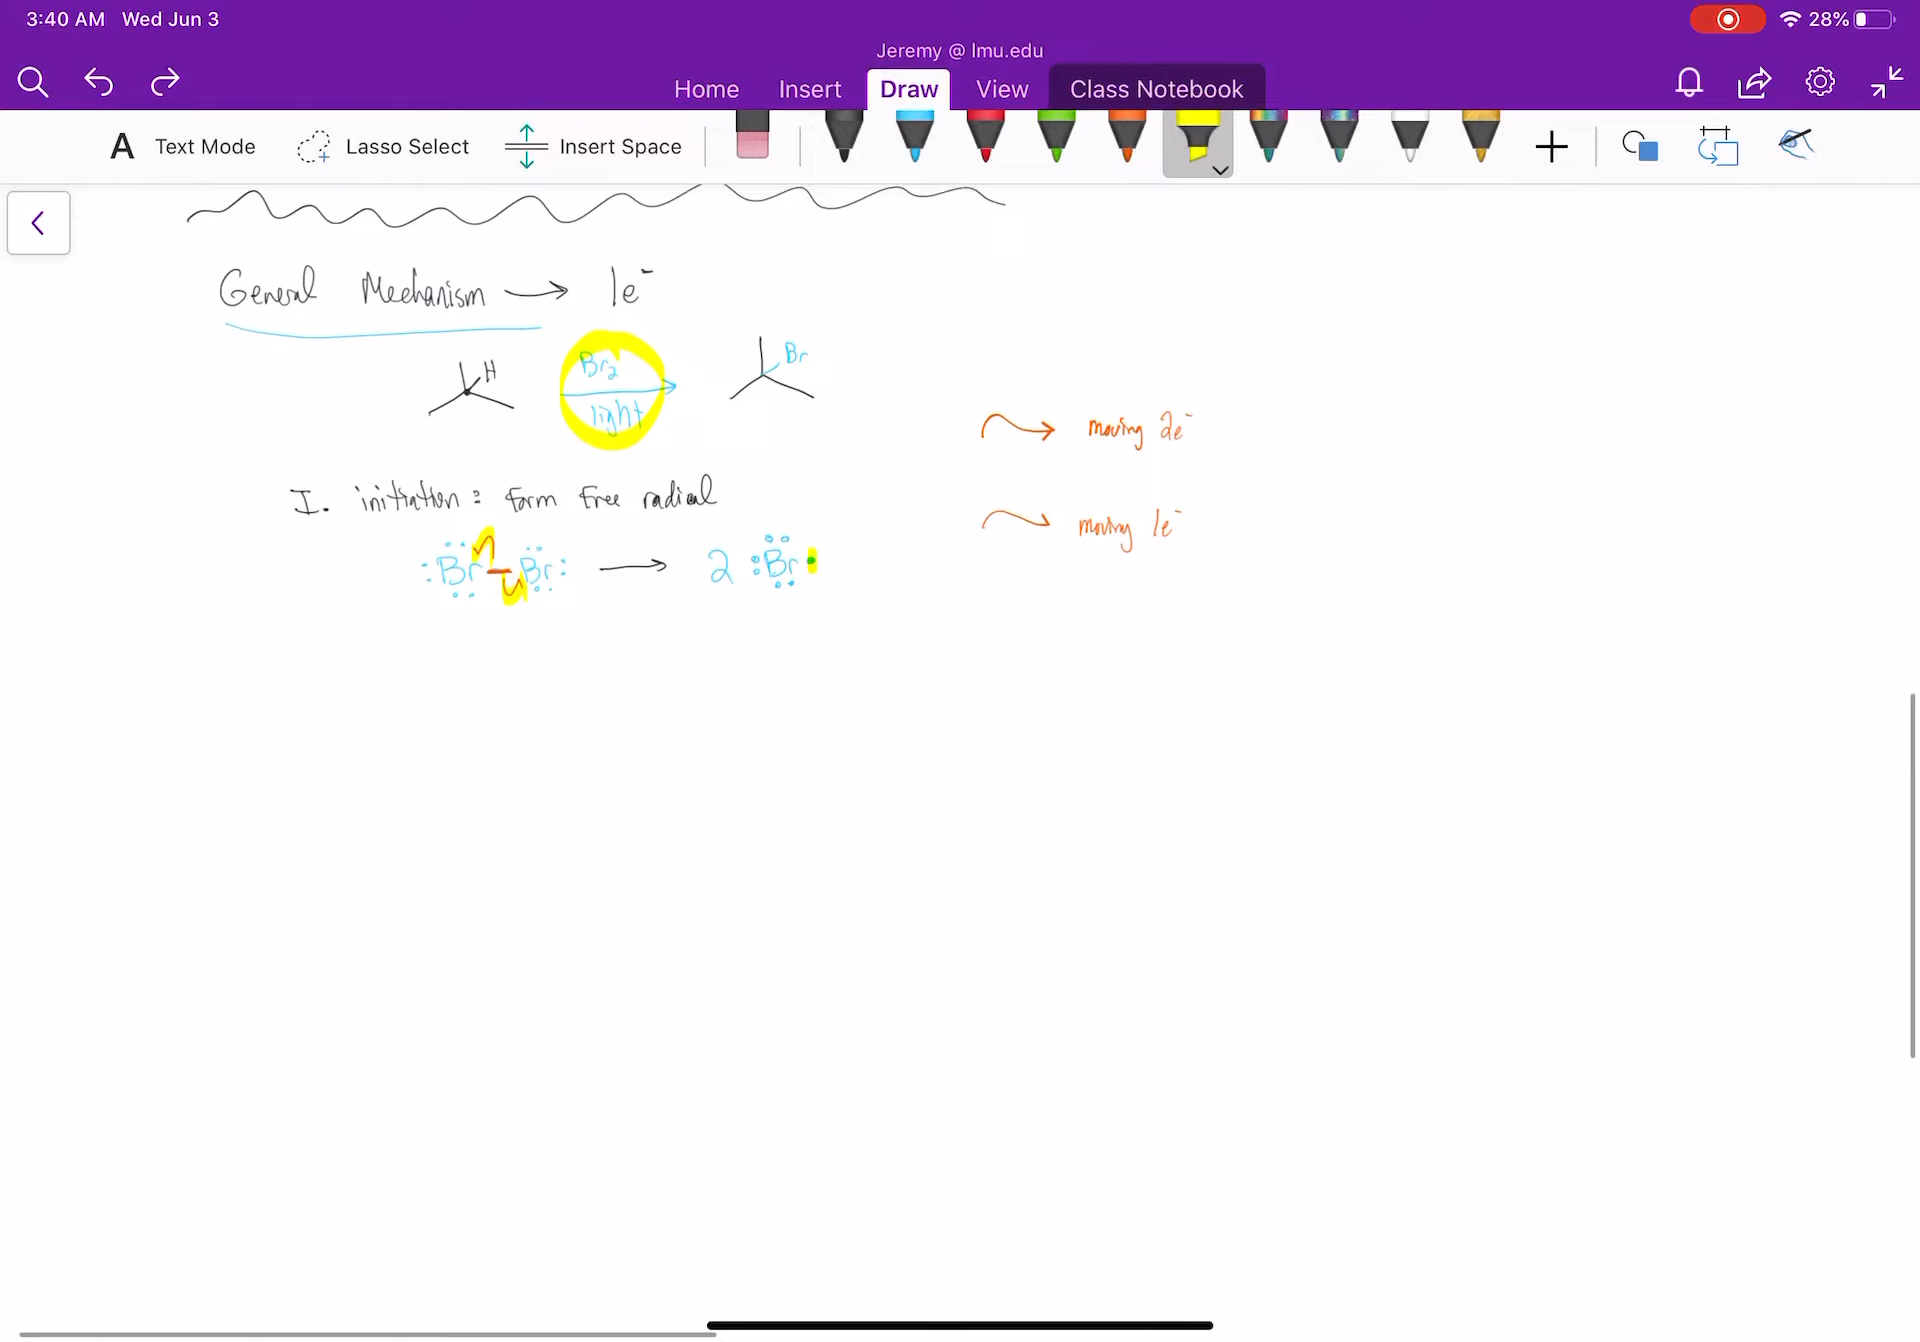 3:40 AM Wed Jun 3
28%
Jeremy @ lmu.edu
Home Insert Draw View Class Notebook
A Text Mode Lasso Select Insert Space
General Mechanism → 1e⁻
H Br₂ Br
light
moving 2e⁻
I. initiation: form free radical
moving 1e⁻
:Br–Br: → 2 :Br•